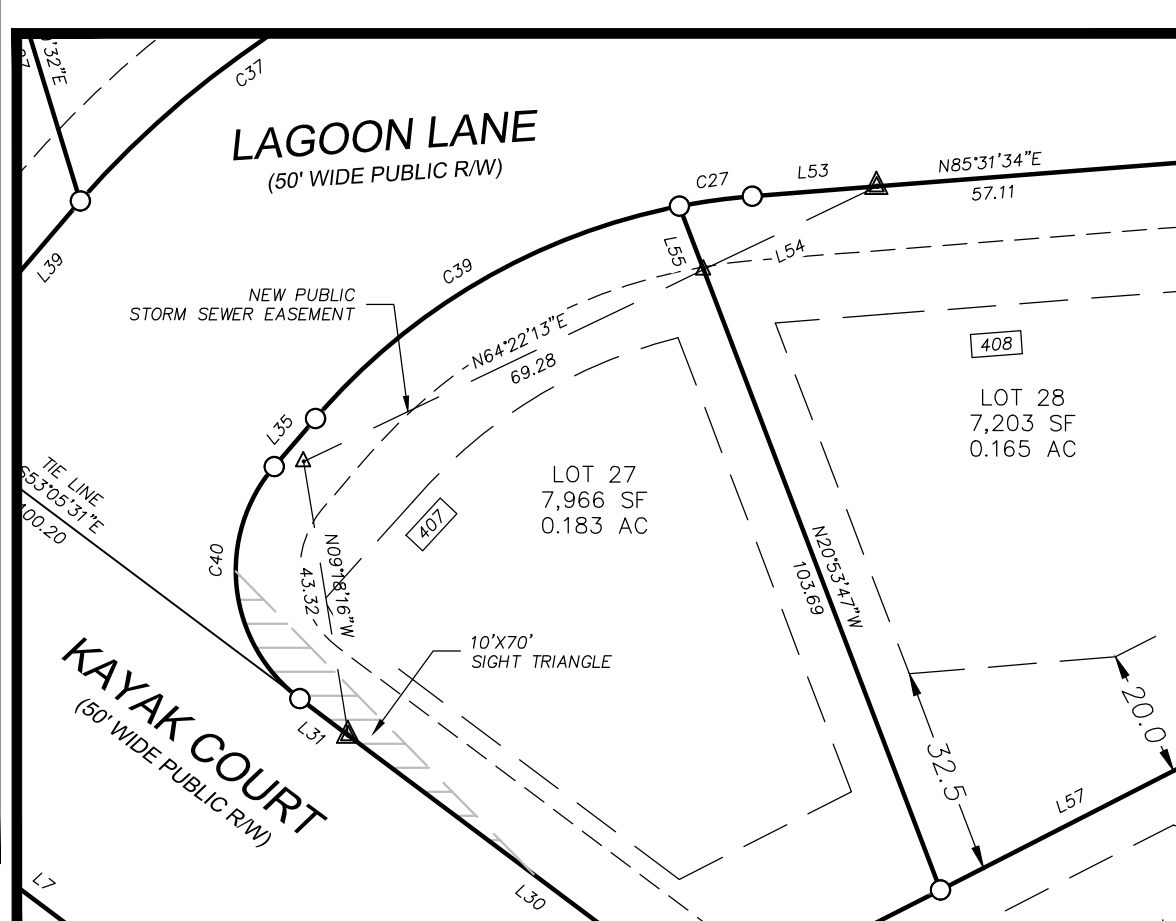 '32"E
C37
LAGOON LANE
(50' WIDE PUBLIC R/W)
C27
L53
N85°31'34"E
57.11
L39
C39
L55
L54
NEW PUBLIC
STORM SEWER EASEMENT
N64°22'13"E
69.28
408
LOT 28
7,203 SF
0.165 AC
L35
TIE LINE
S53°05'31"E
100.20
407
LOT 27
7,966 SF
0.183 AC
C40
N09°18'16"W
43.32
N20°53'47"W
103.69
10'X70'
SIGHT TRIANGLE
KAYAK COURT
(50' WIDE PUBLIC R/W)
L31
32.5
20.0
L57
L7
L30